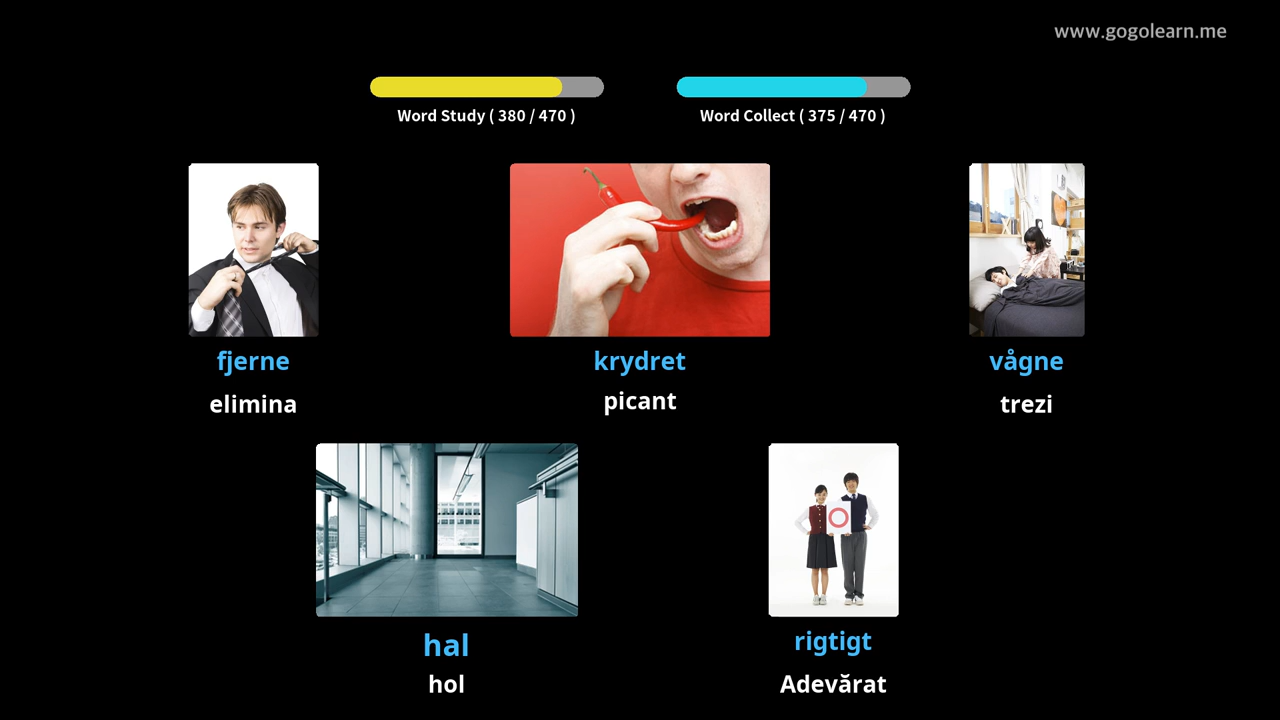 www.gogolearn.me
Word Study ( 380 / 470 )
Word Collect ( 375 / 470 )
fjerne
elimina
krydret
picant
vågne
trezi
hal
hol
rigtigt
Adevărat